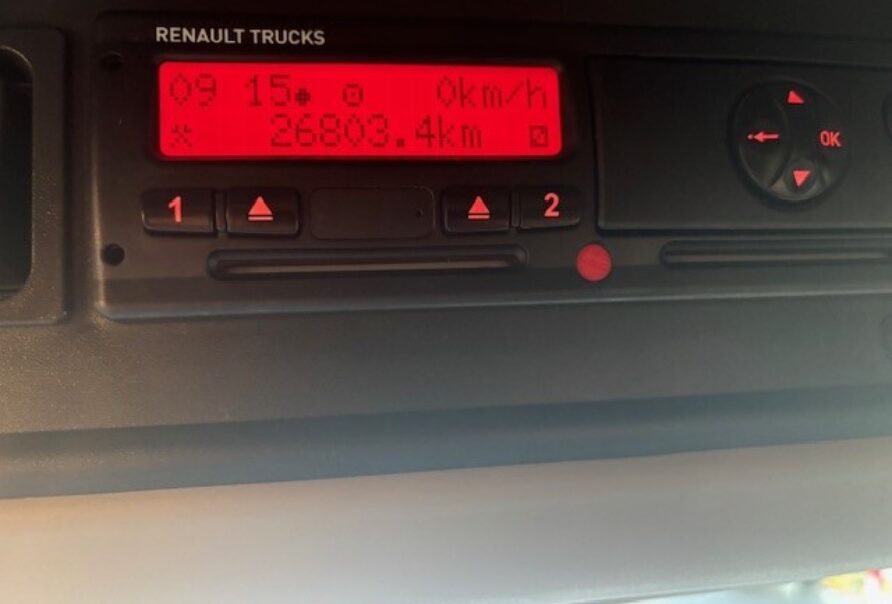 RENAULT TRUCKS
09 15 0km/h
26803.4km
1 2
OK